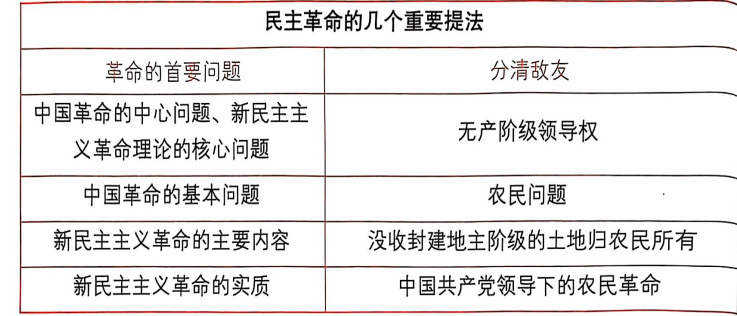 民主革命的几个重要提法
革命的首要问题
分清敌友
中国革命的中心问题、新民主主
义革命理论的核心问题
无产阶级领导权
中国革命的基本问题
农民问题
新民主主义革命的主要内容
没收封建地主阶级的土地归农民所有
新民主主义革命的实质
中国共产党领导下的农民革命